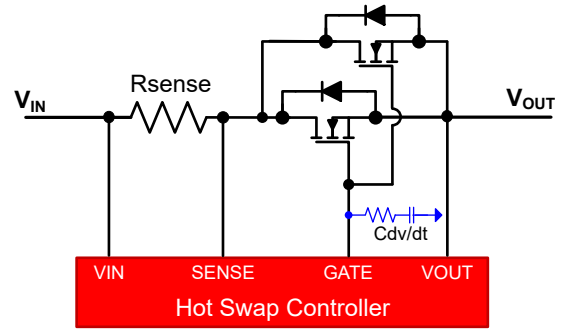 Rsense
VIN
VOUT
Cdv/dt
VIN SENSE GATE VOUT
Hot Swap Controller